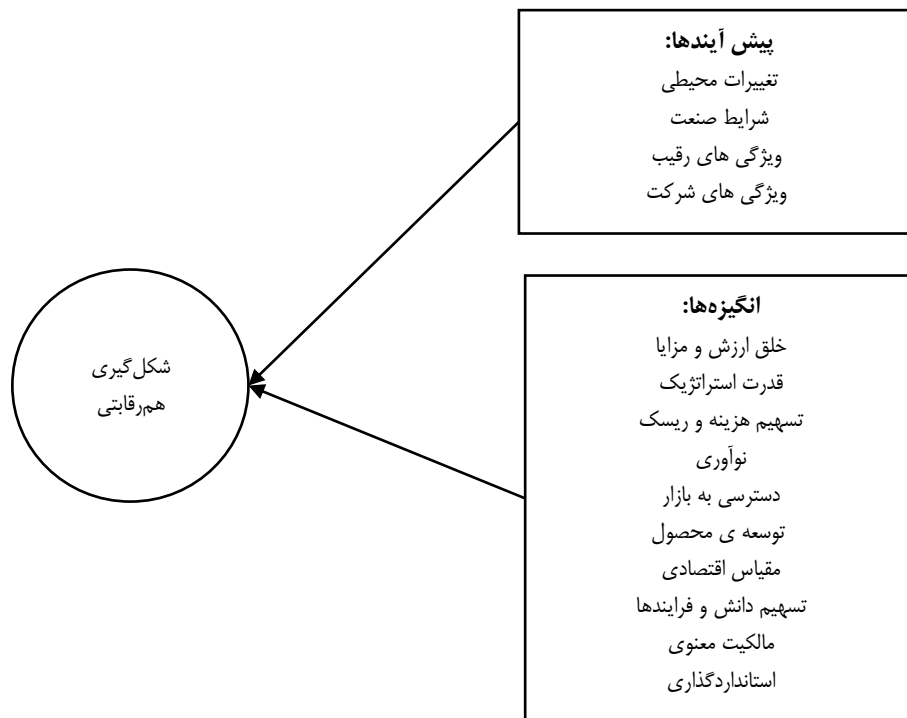 پیش آیندها:
تغییرات محیطی
شرایط صنعت
ویژگی های رقیب
ویژگی های شرکت
انگیزه‌ها:
خلق ارزش و مزایا
قدرت استراتژیک
تسهیم هزینه و ریسک
نوآوری
دسترسی به بازار
توسعه ی محصول
مقیاس اقتصادی
تسهیم دانش و فرایندها
مالکیت معنوی
استانداردگذاری
شکل‌گیری
هم‌رقابتی